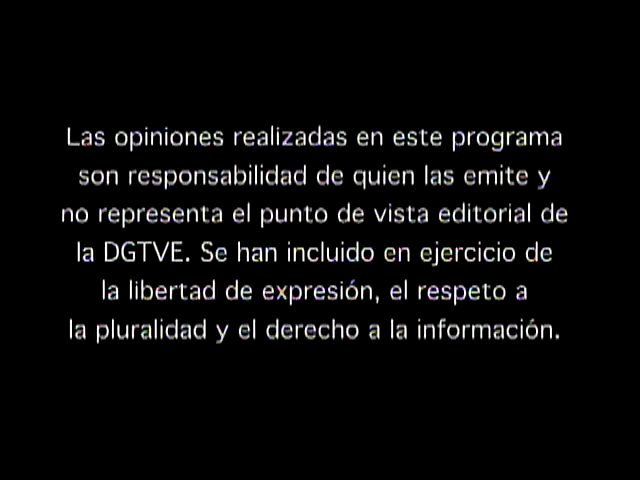 Las opiniones realizadas en este programa
son responsabilidad de quien las emite y
no representa el punto de vista editorial de
la DGTVE. Se han incluido en ejercicio de
la libertad de expresión, el respeto a
la pluralidad y el derecho a la información.